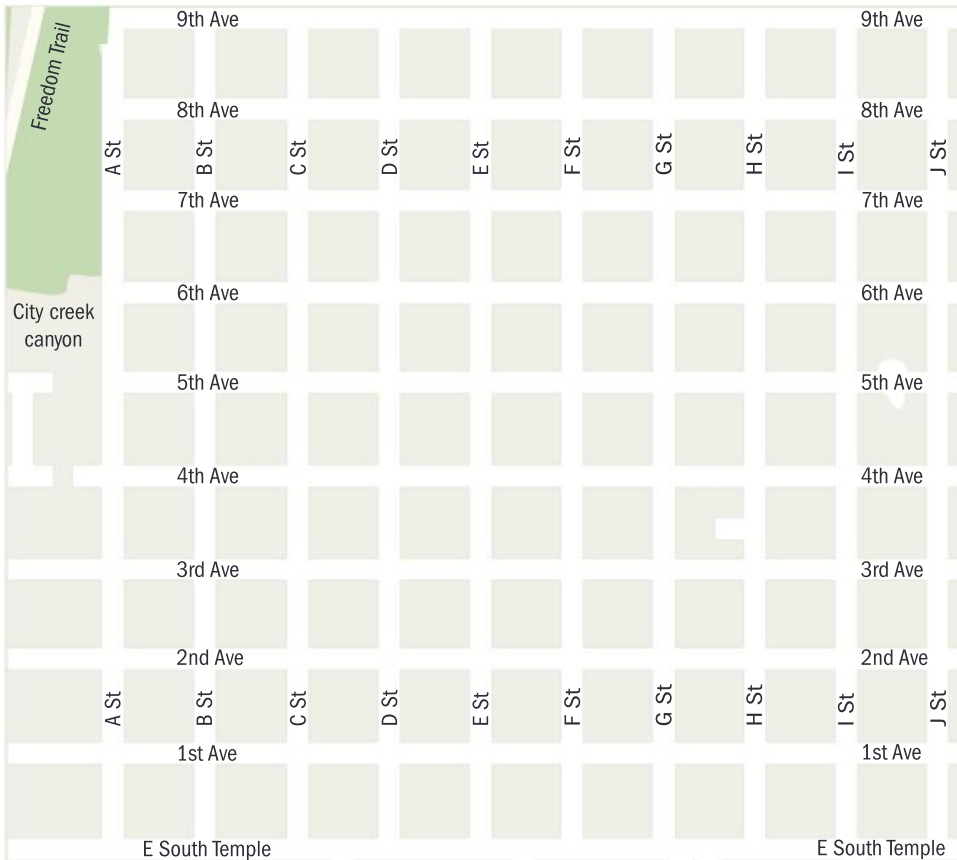 9th Ave
9th Ave
Freedom Trail
8th Ave
8th Ave
A St
B St
C St
D St
E St
F St
G St
H St
I St
J St
7th Ave
7th Ave
6th Ave
6th Ave
City creek
canyon
5th Ave
5th Ave
4th Ave
4th Ave
3rd Ave
3rd Ave
2nd Ave
2nd Ave
A St
B St
C St
D St
E St
F St
G St
H St
I St
J St
1st Ave
1st Ave
E South Temple
E South Temple